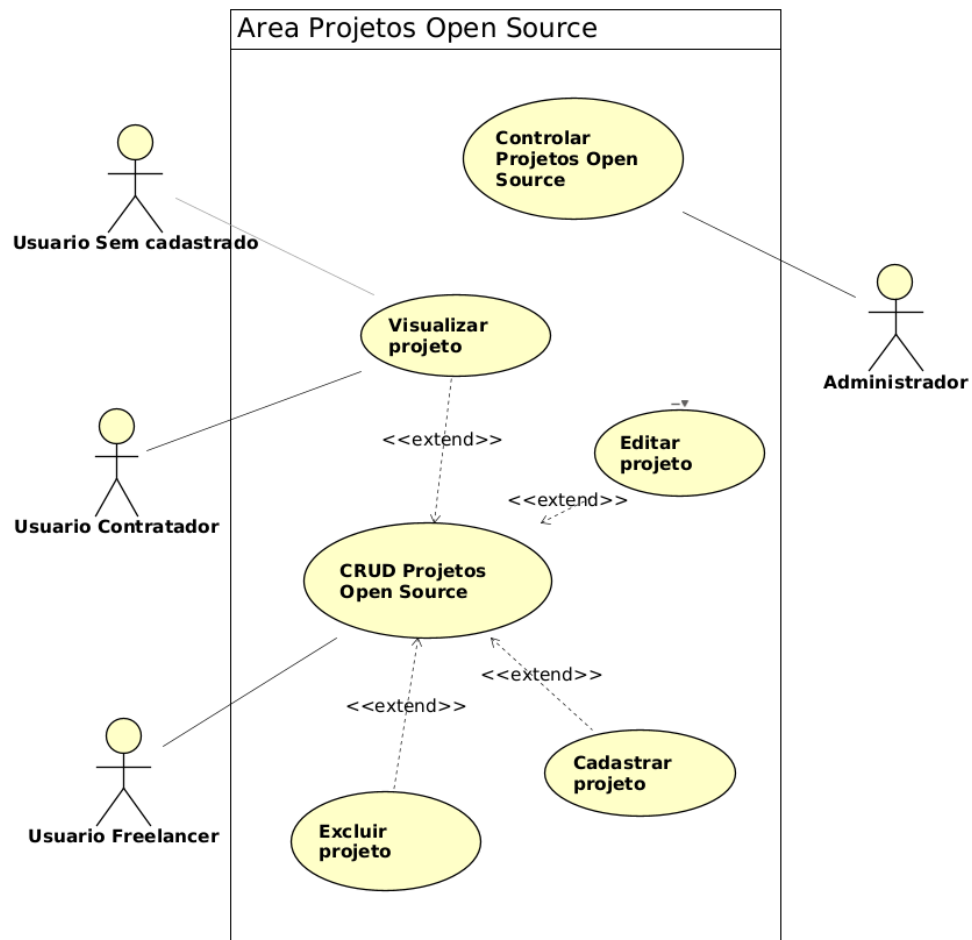 Area Projetos Open Source
Controlar
Projetos Open
Source
Usuario Sem cadastrado
Visualizar
projeto
Administrador
<<extend>>
Editar
projeto
<<extend>>
Usuario Contratador
CRUD Projetos
Open Source
<<extend>>
<<extend>>
Cadastrar
projeto
Usuario Freelancer
Excluir
projeto